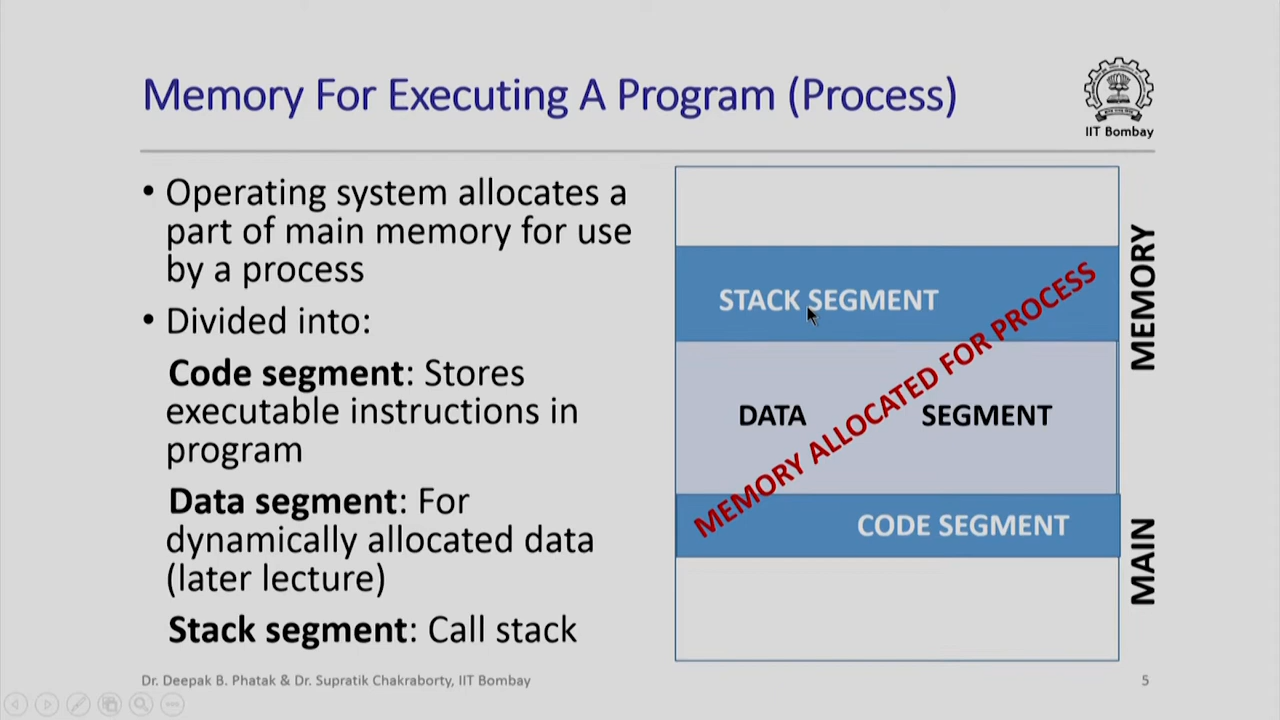 Memory For Executing A Program (Process)
IIT Bombay
• Operating system allocates a
part of main memory for use
by a process
• Divided into:
Code segment: Stores
executable instructions in
program
Data segment: For
dynamically allocated data
(later lecture)
Stack segment: Call stack
STACK SEGMENT
DATA SEGMENT
CODE SEGMENT
MEMORY ALLOCATED FOR PROCESS
MAIN MEMORY
Dr. Deepak B. Phatak & Dr. Supratik Chakraborty, IIT Bombay
5